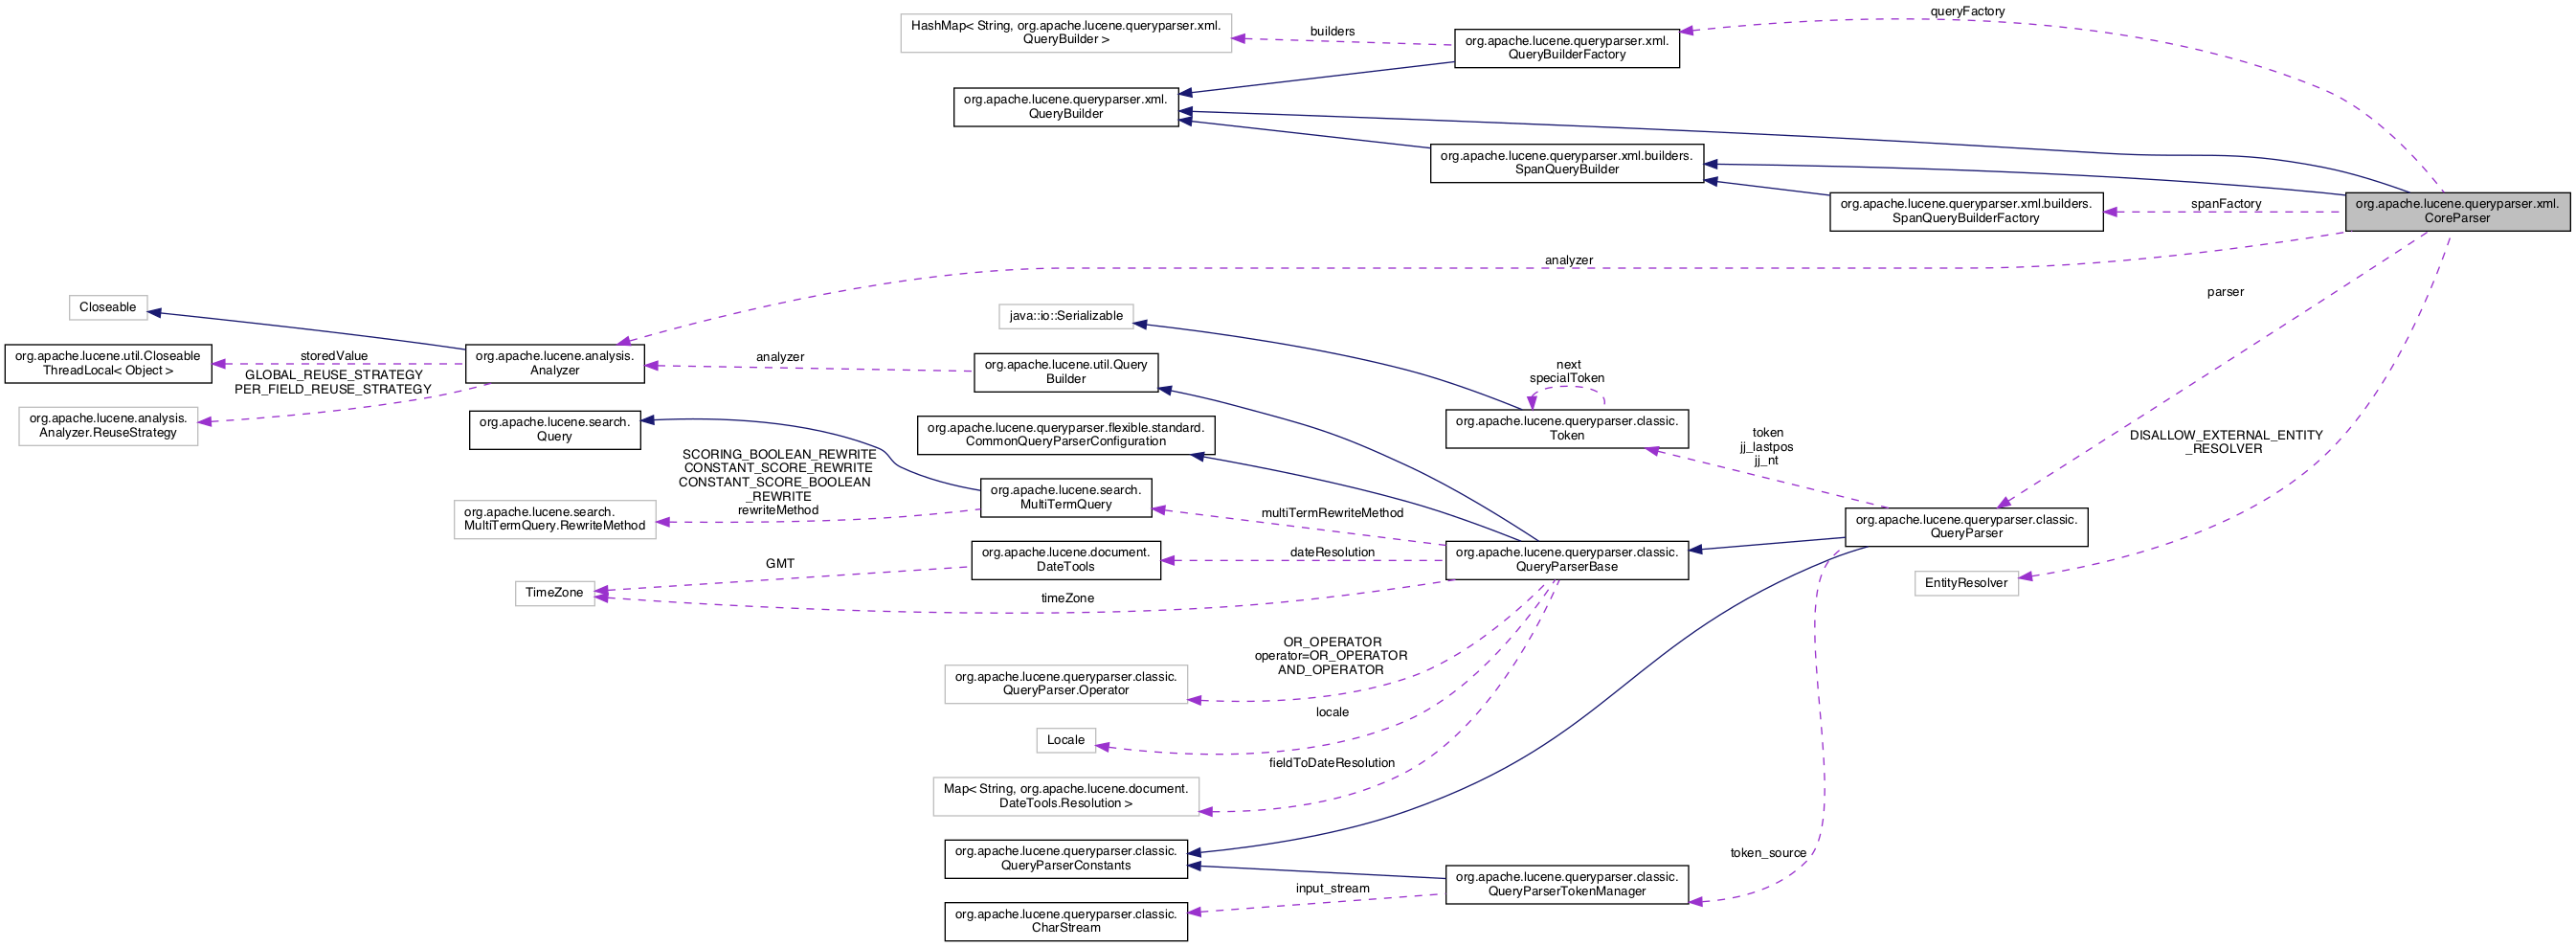 queryFactory
HashMap< String, org.apache.lucene.queryparser.xml.
QueryBuilder >
builders
org.apache.lucene.queryparser.xml.
QueryBuilderFactory
org.apache.lucene.queryparser.xml.
QueryBuilder
org.apache.lucene.queryparser.xml.builders.
SpanQueryBuilder
org.apache.lucene.queryparser.xml.builders.
SpanQueryBuilderFactory
spanFactory
org.apache.lucene.queryparser.xml.
CoreParser
analyzer
parser
Closeable
java::io::Serializable
org.apache.lucene.util.Closeable
ThreadLocal< Object >
storedValue
GLOBAL_REUSE_STRATEGY
PER_FIELD_REUSE_STRATEGY
org.apache.lucene.analysis.
Analyzer
analyzer
org.apache.lucene.util.Query
Builder
next
specialToken
org.apache.lucene.analysis.
Analyzer.ReuseStrategy
org.apache.lucene.search.
Query
org.apache.lucene.queryparser.flexible.standard.
CommonQueryParserConfiguration
org.apache.lucene.queryparser.classic.
Token
token
jj_lastpos
jj_nt
DISALLOW_EXTERNAL_ENTITY
_RESOLVER
SCORING_BOOLEAN_REWRITE
CONSTANT_SCORE_REWRITE
CONSTANT_SCORE_BOOLEAN
_REWRITE
rewriteMethod
org.apache.lucene.search.
MultiTermQuery.RewriteMethod
org.apache.lucene.search.
MultiTermQuery
multiTermRewriteMethod
org.apache.lucene.queryparser.classic.
QueryParser
org.apache.lucene.document.
DateTools
dateResolution
org.apache.lucene.queryparser.classic.
QueryParserBase
GMT
TimeZone
timeZone
EntityResolver
OR_OPERATOR
operator=OR_OPERATOR
AND_OPERATOR
org.apache.lucene.queryparser.classic.
QueryParser.Operator
locale
Locale
fieldToDateResolution
Map< String, org.apache.lucene.document.
DateTools.Resolution >
org.apache.lucene.queryparser.classic.
QueryParserConstants
token_source
org.apache.lucene.queryparser.classic.
QueryParserTokenManager
input_stream
org.apache.lucene.queryparser.classic.
CharStream